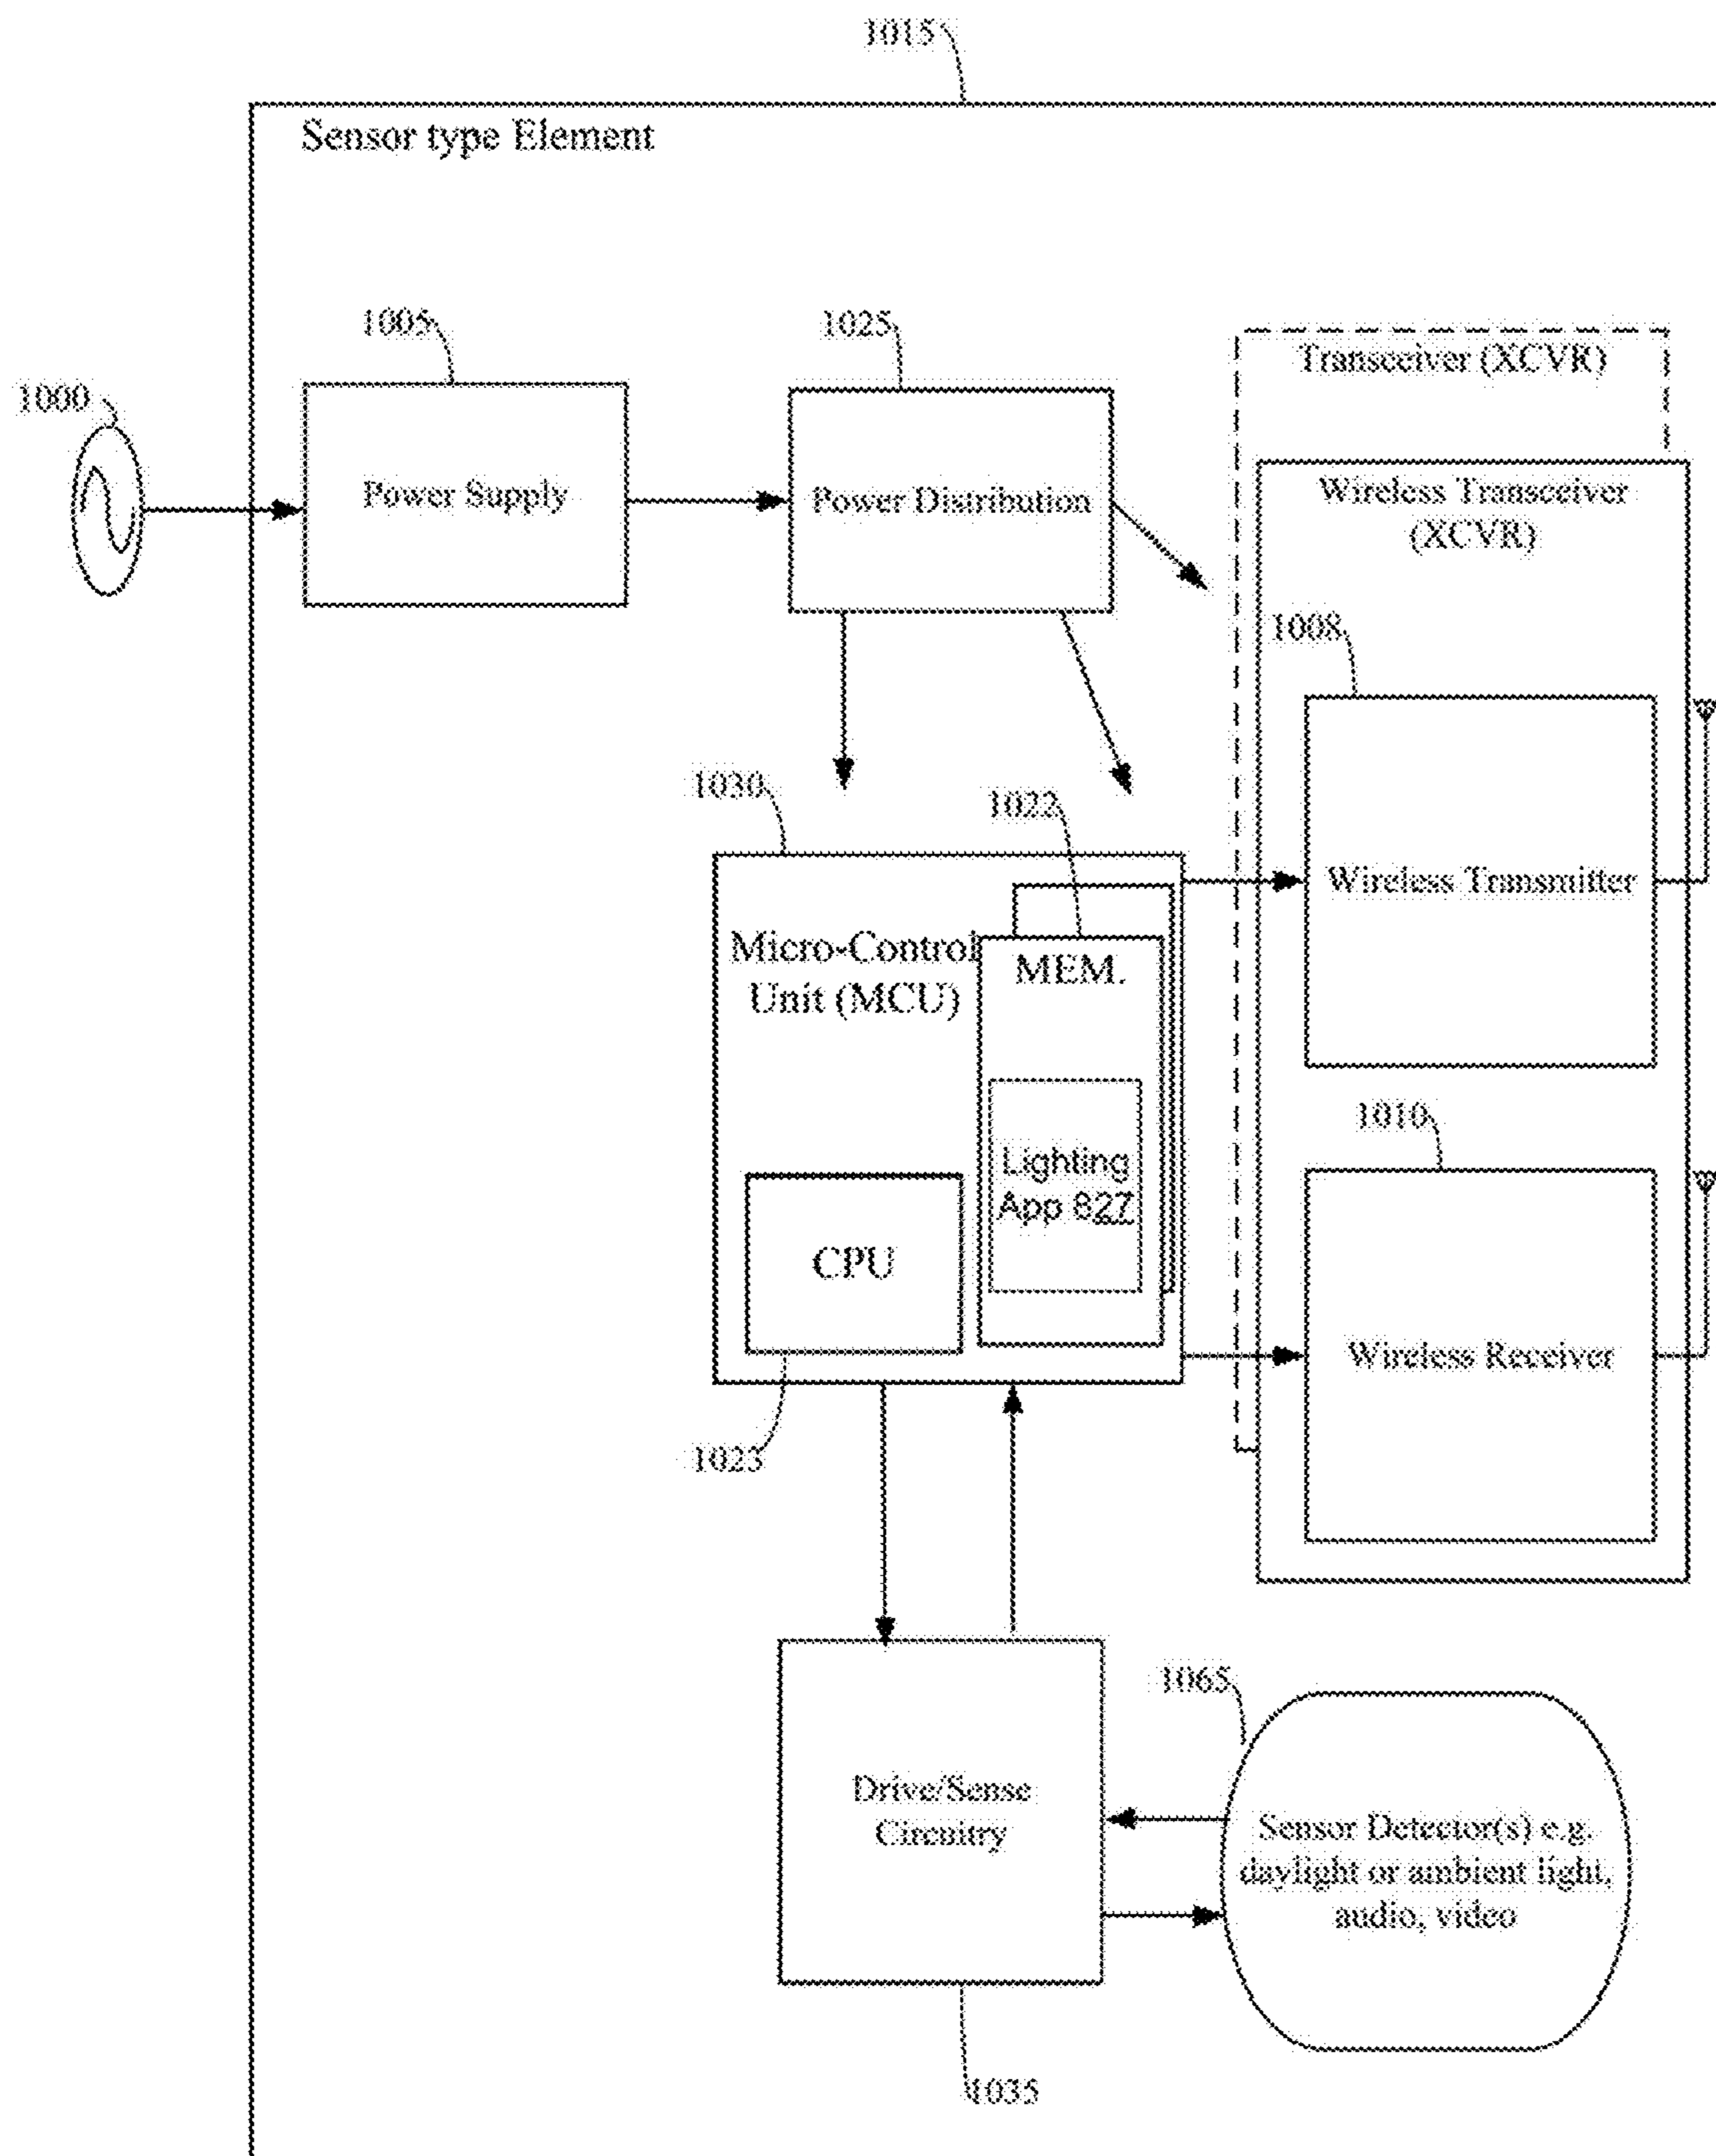 1015
Sensor type Element
1005
1025
Transceiver (XCVR)
1000
Power Supply
Power Distribution
Wireless Transceiver
(XCVR)
1008
1030
1022
Wireless Transmitter
Micro-Control
Unit (MCU)
MEM.
1010
Lighting
App 827
CPU
Wireless Receiver
1023
1065
Drive/Sense
Circuitry
Sensor Detector(s) e.g.
daylight or ambient light,
audio, video
1035